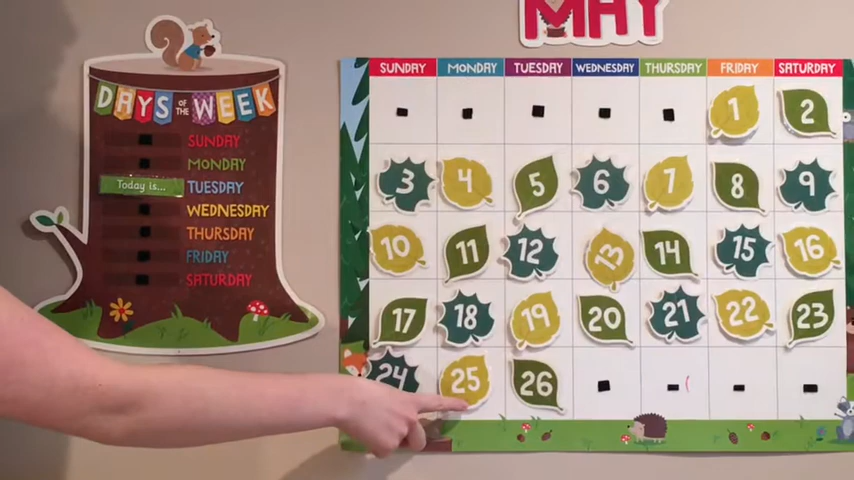 MAY
DAYS OF THE WEEK
SUNDAY
MONDAY
Today is... TUESDAY
WEDNESDAY
THURSDAY
FRIDAY
SATURDAY
SUNDAY MONDAY TUESDAY WEDNESDAY THURSDAY FRIDAY SATURDAY
1 2
3 4 5 6 7 8 9
10 11 12 13 14 15 16
17 18 19 20 21 22 23
24 25 26